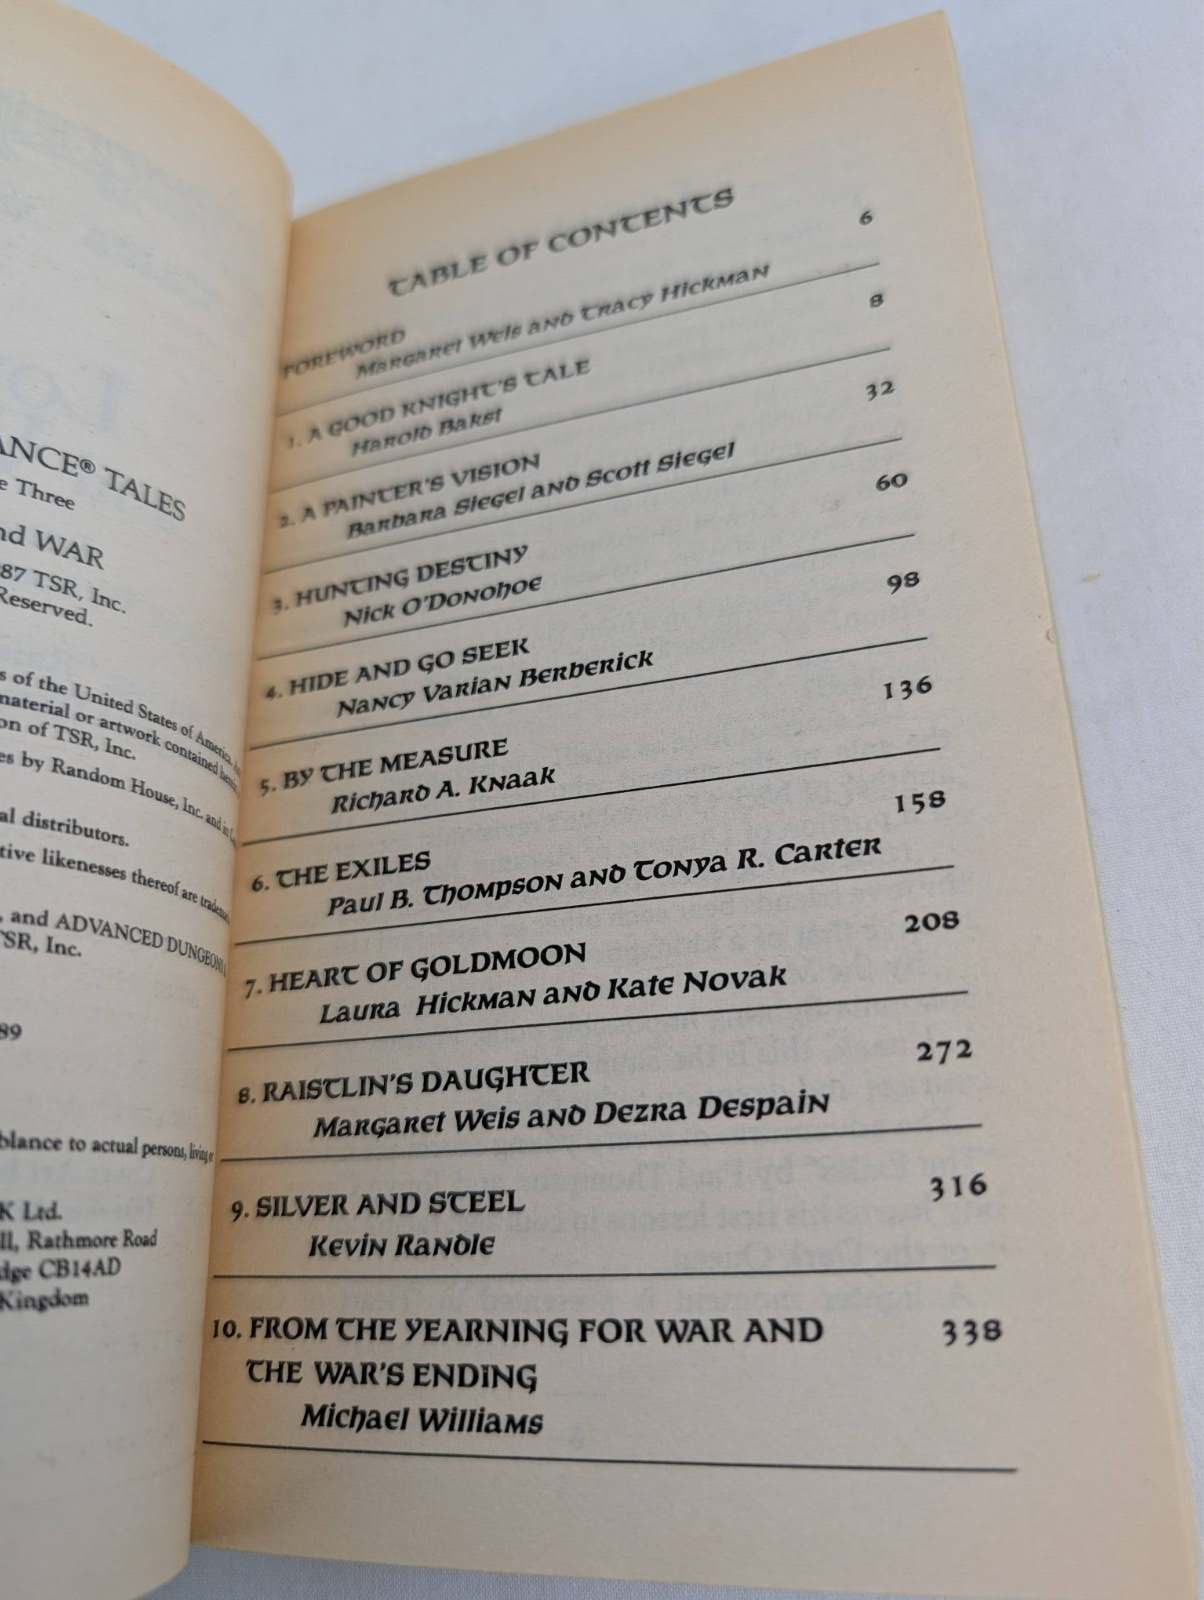 ANCE® TALES
e Three
nd WAR
87 TSR, Inc.
Reserved.
s of the United States of America.
material or artwork contained herein
on of TSR, Inc.
es by Random House, Inc. and in
al distributors.
tive likenesses thereof are
, and ADVANCED DUNGEONS
TSR, Inc.
89
blance to actual persons, living or
K Ltd.
ll, Rathmore Road
dge CB14AD
Kingdom
TABLE OF CONTENTS
FOREWORD 6
Margaret Weis and Tracy Hickman
1. A GOOD KNIGHT'S TALE 8
Harold Bakst
2. A PAINTER'S VISION 32
Barbara Siegel and Scott Siegel
3. HUNTING DESTINY 60
Nick O'Donohoe
4. HIDE AND GO SEEK 98
Nancy Varian Berberick
5. BY THE MEASURE 136
Richard A. Knaak
6. THE EXILES 158
Paul B. Thompson and Tonya R. Carter
7. HEART OF GOLDMOON 208
Laura Hickman and Kate Novak
8. RAISTLIN'S DAUGHTER 272
Margaret Weis and Dezra Despain
9. SILVER AND STEEL 316
Kevin Randle
10. FROM THE YEARNING FOR WAR AND 338
THE WAR'S ENDING
Michael Williams